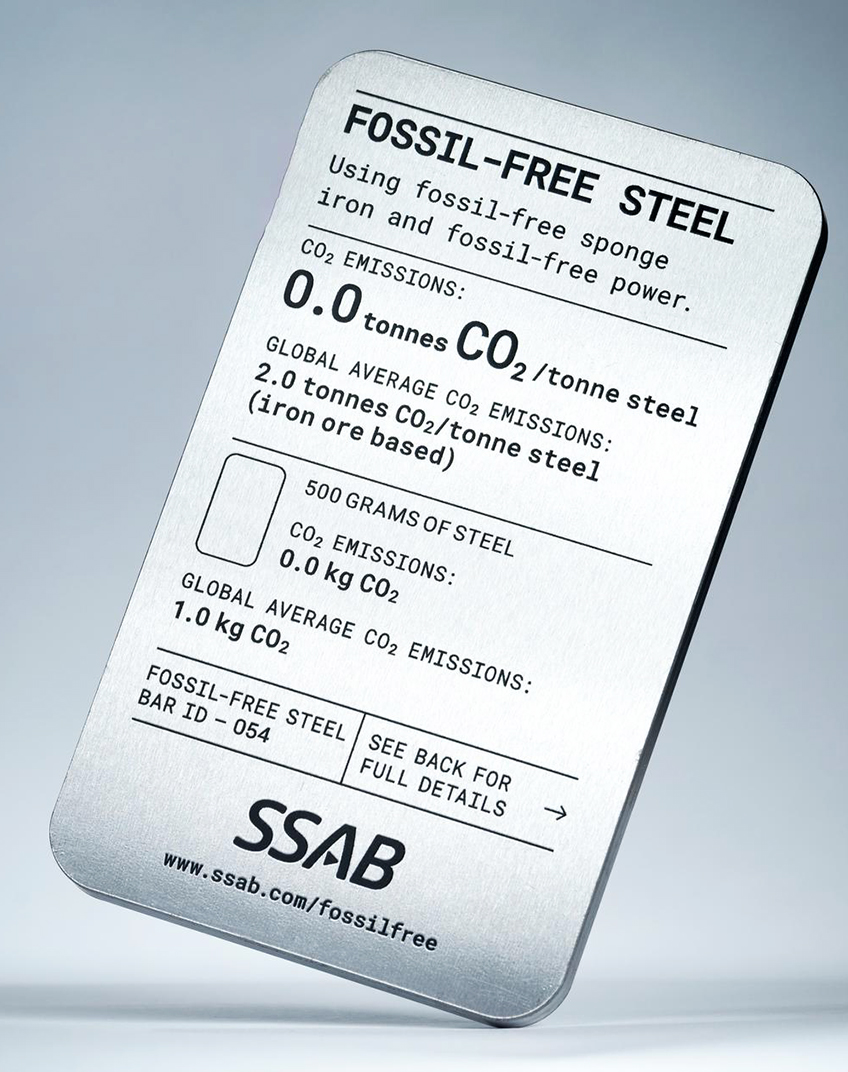 FOSSIL-FREE STEEL
Using fossil-free sponge
iron and fossil-free power.
CO₂ EMISSIONS:
0.0 tonnes CO₂/tonne steel
GLOBAL AVERAGE CO₂ EMISSIONS:
2.0 tonnes CO₂/tonne steel
(iron ore based)
500 GRAMS OF STEEL
CO₂ EMISSIONS:
0.0 kg CO₂
GLOBAL AVERAGE CO₂ EMISSIONS:
1.0 kg CO₂
FOSSIL-FREE STEEL
BAR ID – 054
SEE BACK FOR
FULL DETAILS →
SSAB
www.ssab.com/fossilfree